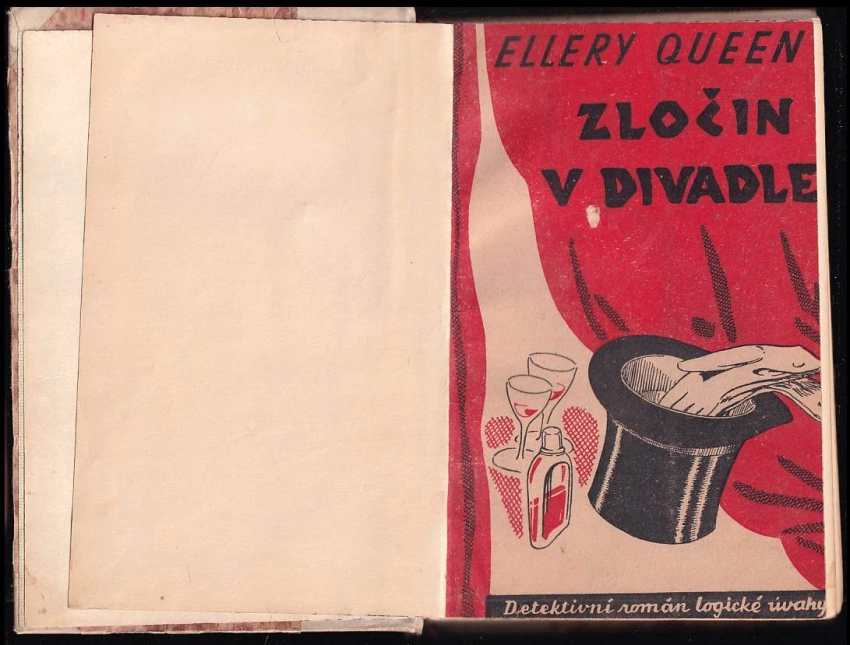 ELLERY QUEEN
ZLOČIN
V DIVADLE
Detektivní román logické úvahy